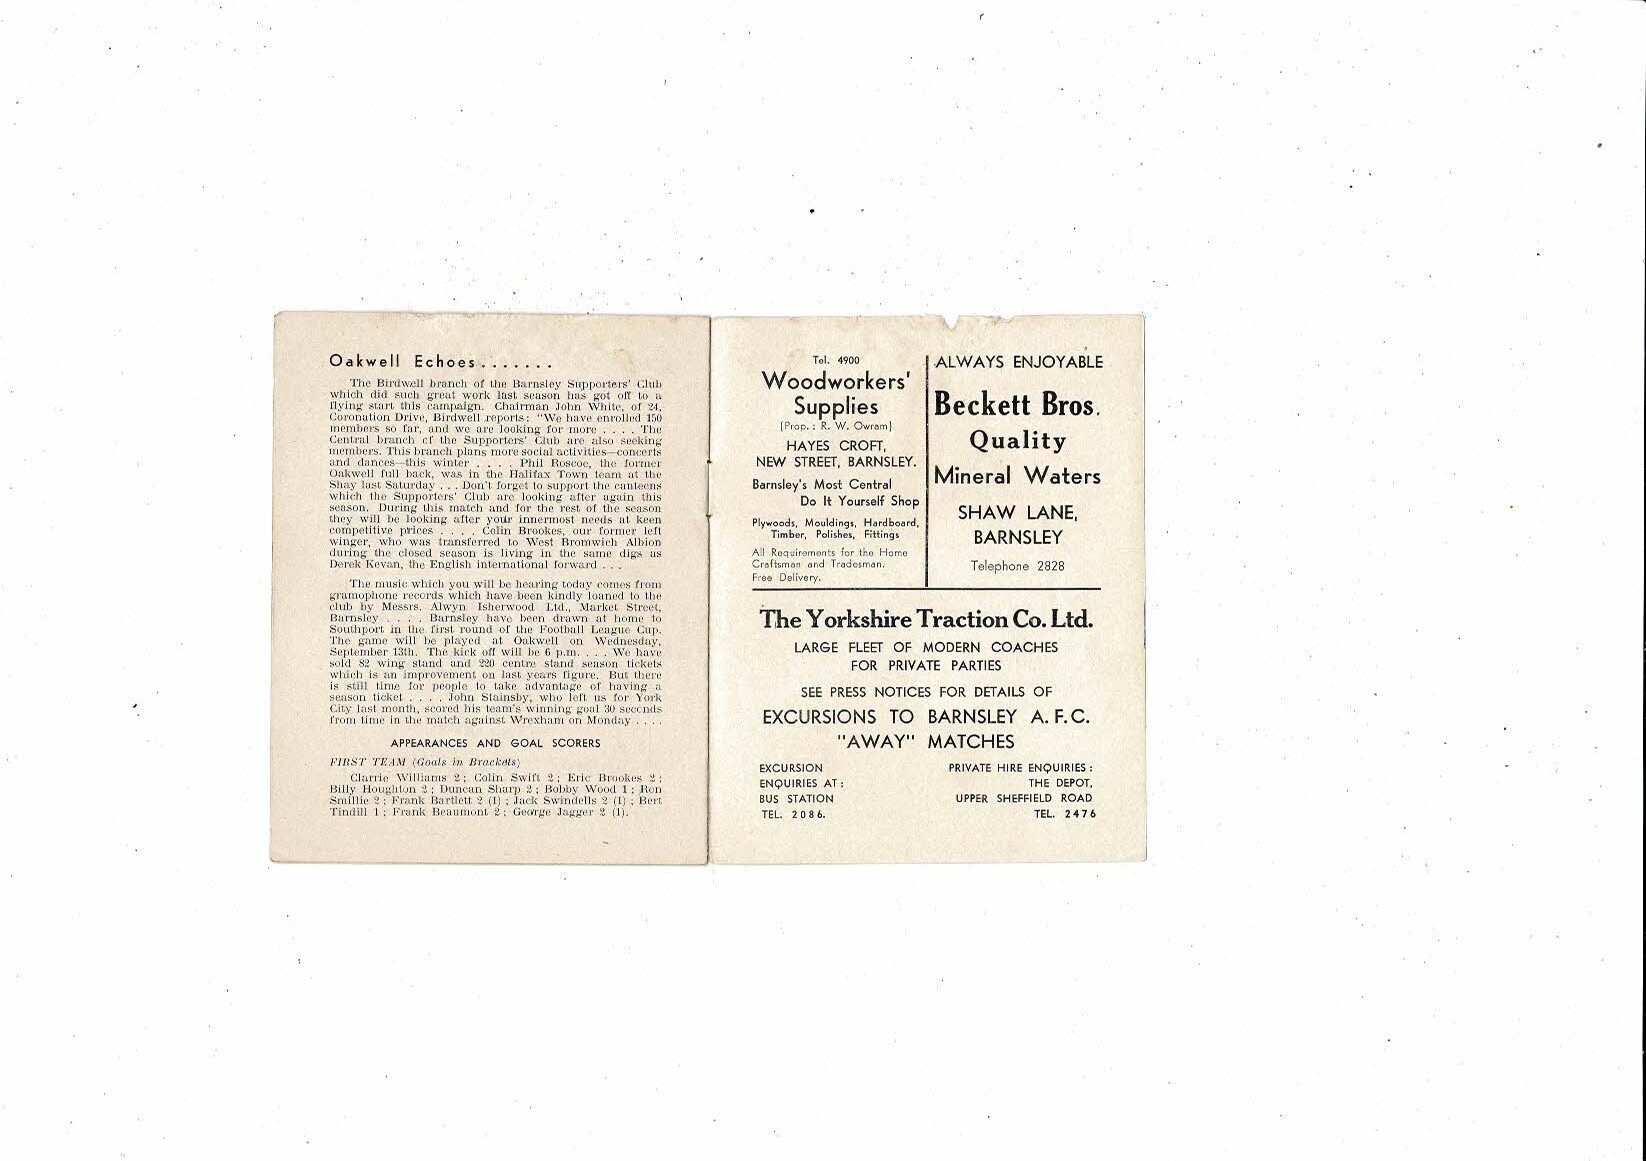 Oakwell Echoes.......
The Birdwell branch of the Barnsley Supporters' Club
which did such great work last season has got off to a
flying start this campaign. Chairman John White, of 24,
Coronation Drive, Birdwell reports: "We have enrolled 150
members so far, and we are looking for more . . . . The
Central branch of the Supporters' Club are also seeking
members. This branch plans more social activities—concerts
and dances—this winter . . . . Phil Roscoe, the former
Oakwell full back, was in the Halifax Town team at the
Shay last Saturday . . . Don't forget to support the canteens
which the Supporters' Club are looking after again this
season. During this match and for the rest of the season
they will be looking after your innermost needs at keen
competitive prices . . . . Colin Brookes, our former left
winger, who was transferred to West Bromwich Albion
during the closed season is living in the same digs as
Derek Kevan, the English international forward . . .
The music which you will be hearing today comes from
gramophone records which have been kindly loaned to the
club by Messrs. Alwyn Isherwood Ltd., Market Street,
Barnsley . . . . Barnsley have been drawn at home to
Southport in the first round of the Football League Cup.
The game will be played at Oakwell on Wednesday,
September 13th. The kick off will be 6 p.m. . . . We have
sold 82 wing stand and 220 centre stand season tickets
which is an improvement on last years figure. But there
is still time for people to take advantage of having a
season ticket . . . . John Stainsby, who left us for York
City last month, scored his team's winning goal 30 seconds
from time in the match against Wrexham on Monday . . . .
APPEARANCES AND GOAL SCORERS
FIRST TEAM (Goals in Brackets)
Clarrie Williams 2; Colin Swift 2; Eric Brookes 2;
Billy Houghton 2; Duncan Sharp 2; Bobby Wood 1; Ron
Smillie 2; Frank Bartlett 2 (1); Jack Swindells 2 (1); Bert
Tindill 1; Frank Beaumont 2; George Jagger 2 (1).
Tel. 4900
Woodworkers'
Supplies
(Prop.: R. W. Owram)
HAYES CROFT,
NEW STREET, BARNSLEY.
Barnsley's Most Central
Do It Yourself Shop
Plywoods, Mouldings, Hardboard,
Timber, Polishes, Fittings
All Requirements for the Home
Craftsman and Tradesman.
Free Delivery.
ALWAYS ENJOYABLE
Beckett Bros.
Quality
Mineral Waters
SHAW LANE,
BARNSLEY
Telephone 2828
The Yorkshire Traction Co. Ltd.
LARGE FLEET OF MODERN COACHES
FOR PRIVATE PARTIES
SEE PRESS NOTICES FOR DETAILS OF
EXCURSIONS TO BARNSLEY A.F.C.
"AWAY" MATCHES
EXCURSION
ENQUIRIES AT:
BUS STATION
TEL. 2086.
PRIVATE HIRE ENQUIRIES:
THE DEPOT,
UPPER SHEFFIELD ROAD
TEL. 2476